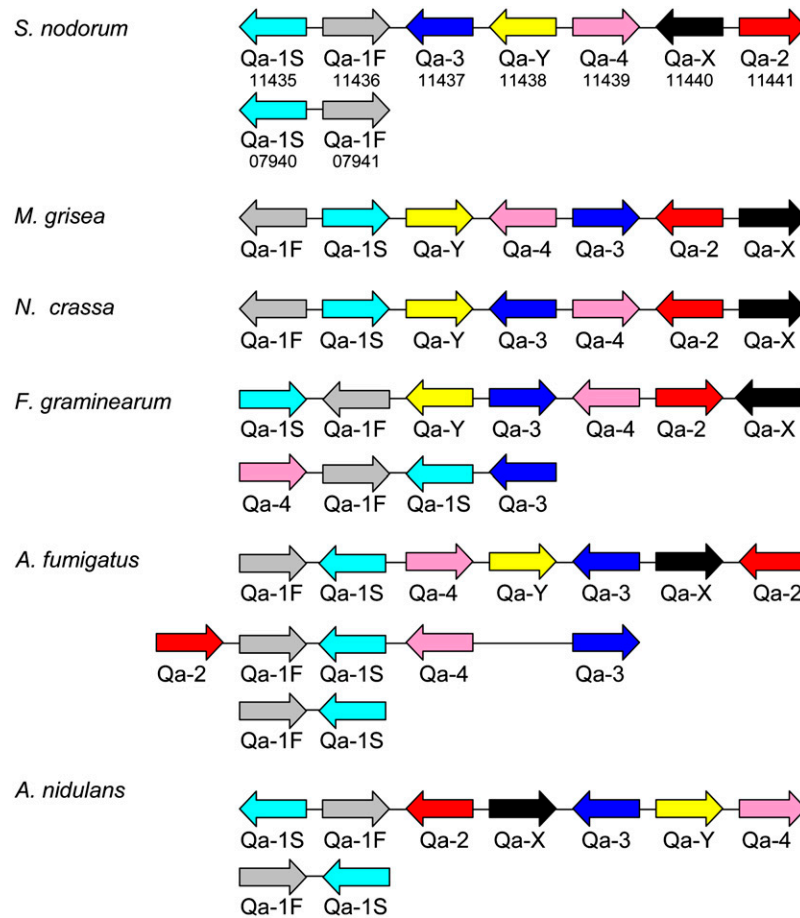 S. nodorum
Qa-1S Qa-1F Qa-3 Qa-Y Qa-4 Qa-X Qa-2
11435 11436 11437 11438 11439 11440 11441
Qa-1S Qa-1F
07940 07941
M. grisea
Qa-1F Qa-1S Qa-Y Qa-4 Qa-3 Qa-2 Qa-X
N. crassa
Qa-1F Qa-1S Qa-Y Qa-3 Qa-4 Qa-2 Qa-X
F. graminearum
Qa-1S Qa-1F Qa-Y Qa-3 Qa-4 Qa-2 Qa-X
Qa-4 Qa-1F Qa-1S Qa-3
A. fumigatus
Qa-1F Qa-1S Qa-4 Qa-Y Qa-3 Qa-X Qa-2
Qa-2 Qa-1F Qa-1S Qa-4 Qa-3
Qa-1F Qa-1S
A. nidulans
Qa-1S Qa-1F Qa-2 Qa-X Qa-3 Qa-Y Qa-4
Qa-1F Qa-1S